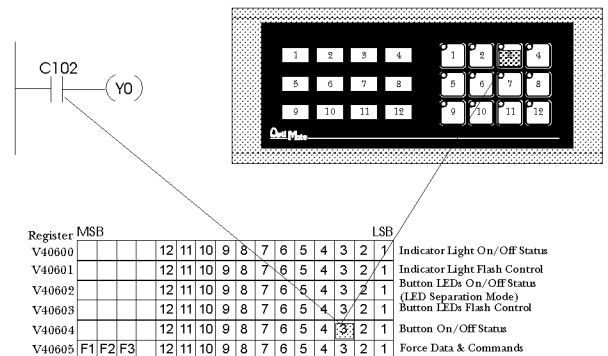 C102
Y0
1 2 3 4
5 6 7 8
9 10 11 12
1 2 4
5 6 7 8
9 10 11 12
Opti Mate
Register MSB LSB
V40600 12 11 10 9 8 7 6 5 4 3 2 1 Indicator Light On/Off Status
V40601 12 11 10 9 8 7 6 5 4 3 2 1 Indicator Light Flash Control
V40602 12 11 10 9 8 7 6 5 4 3 2 1 Button LEDs On/Off Status
(LED Separation Mode)
V40603 12 11 10 9 8 7 6 5 4 3 2 1 Button LEDs Flash Control
V40604 12 11 10 9 8 7 6 5 4 3 2 1 Button On/Off Status
V40605 F1 F2 F3 12 11 10 9 8 7 6 5 4 3 2 1 Force Data & Commands